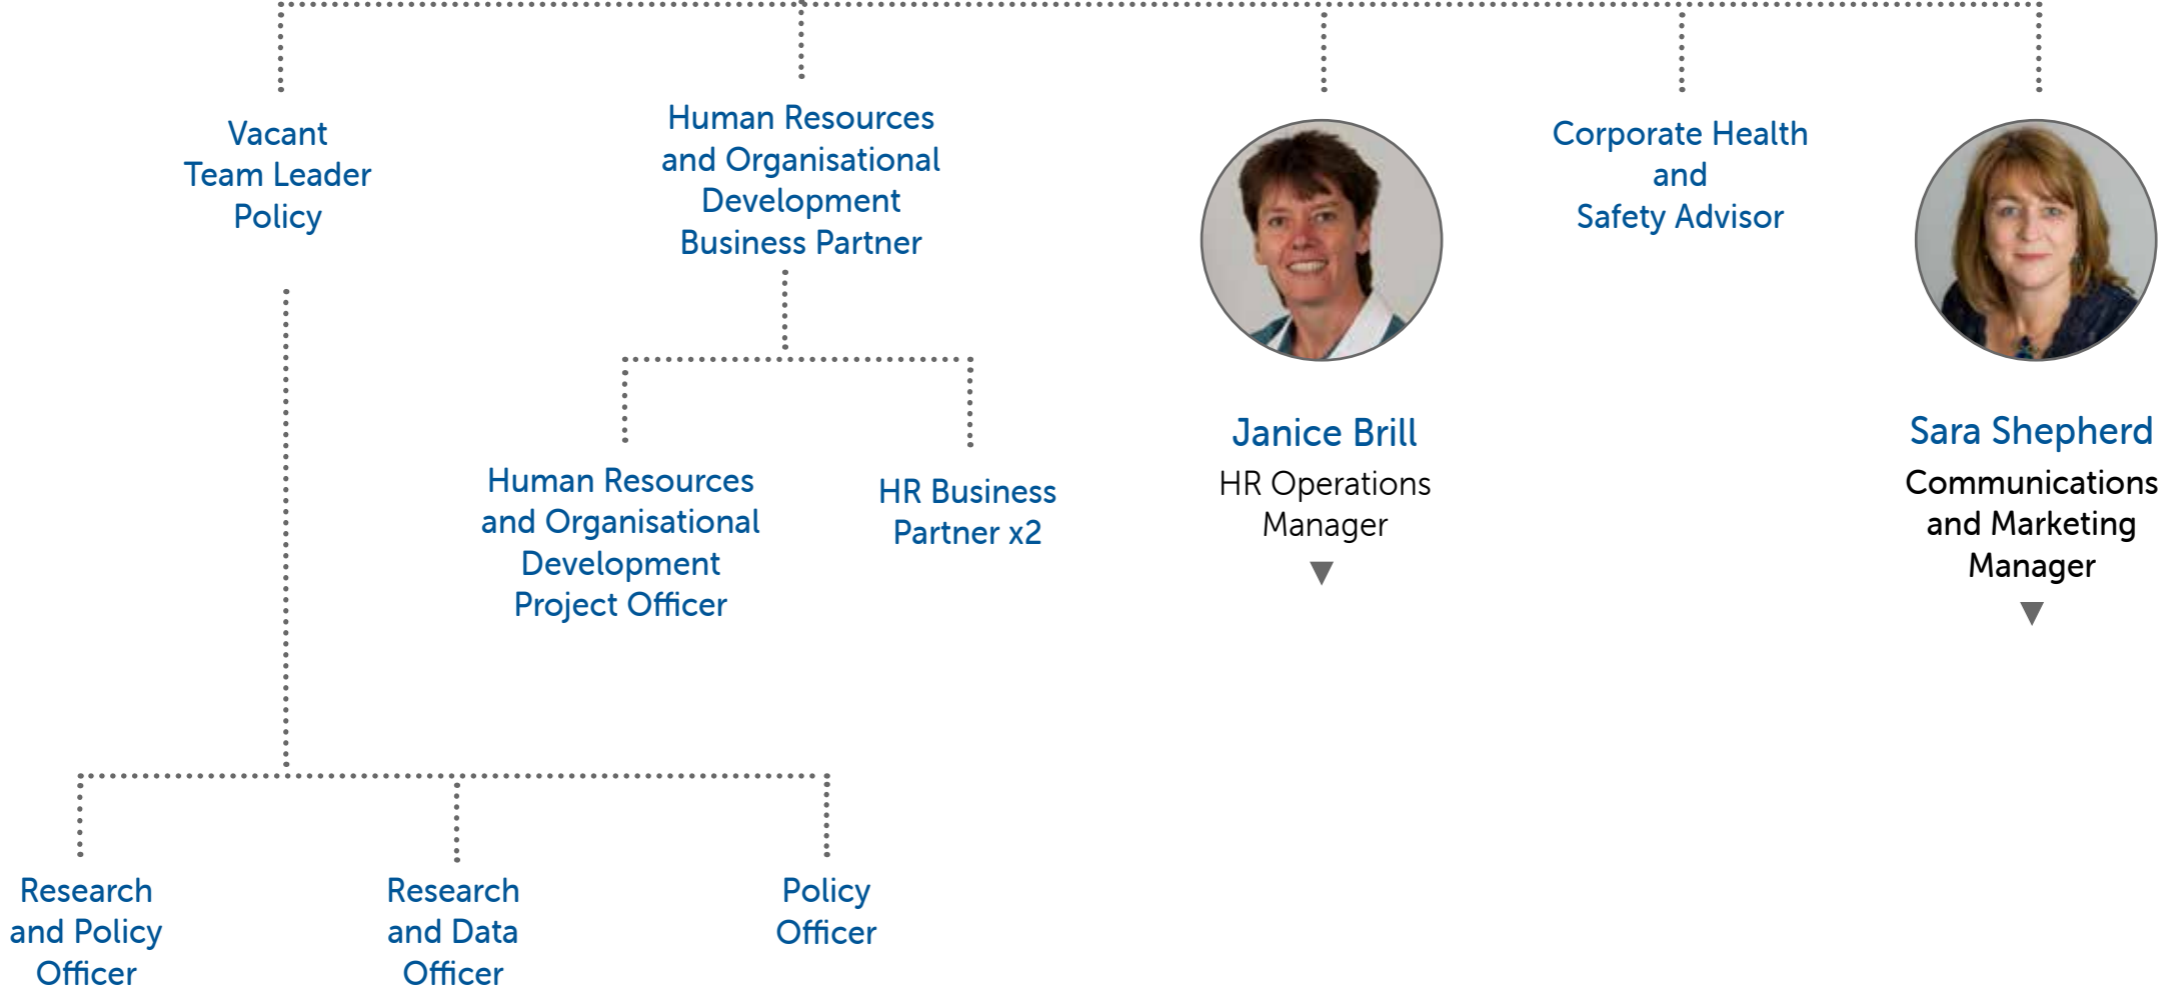 Vacant
Team Leader
Policy
Human Resources
and Organisational
Development
Business Partner
Corporate Health
and
Safety Advisor
Janice Brill
HR Operations
Manager
Sara Shepherd
Communications
and Marketing
Manager
Human Resources
and Organisational
Development
Project Officer
HR Business
Partner x2
Research
and Policy
Officer
Research
and Data
Officer
Policy
Officer